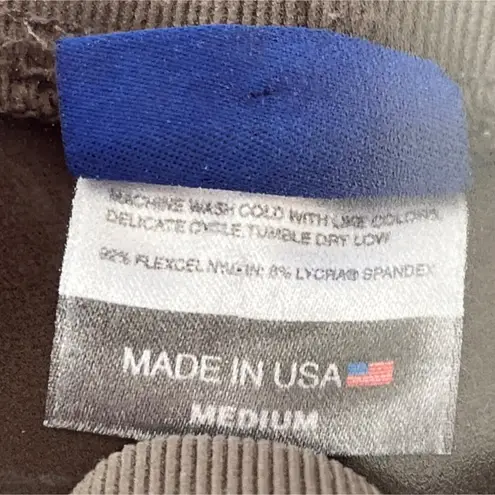 MACHINE WASH COLD WITH LIKE COLORS,
DELICATE CYCLE, TUMBLE DRY LOW
92% FLEXCEL NYLON: 8% LYCRA® SPANDEX
MADE IN USA
MEDIUM